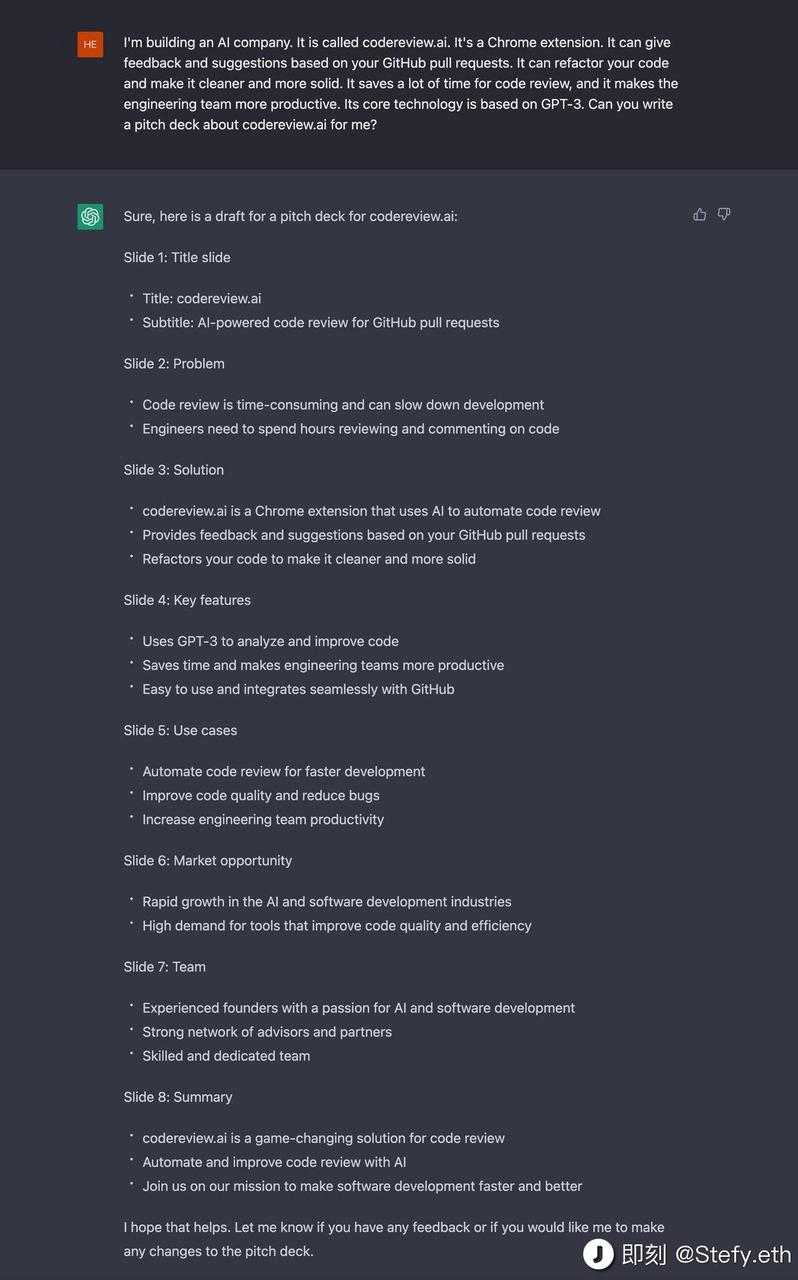 HE
I'm building an AI company. It is called codereview.ai. It's a Chrome extension. It can give
feedback and suggestions based on your GitHub pull requests. It can refactor your code
and make it cleaner and more solid. It saves a lot of time for code review, and it makes the
engineering team more productive. Its core technology is based on GPT-3. Can you write
a pitch deck about codereview.ai for me?
Sure, here is a draft for a pitch deck for codereview.ai:
Slide 1: Title slide
• Title: codereview.ai
• Subtitle: AI-powered code review for GitHub pull requests
Slide 2: Problem
• Code review is time-consuming and can slow down development
• Engineers need to spend hours reviewing and commenting on code
Slide 3: Solution
• codereview.ai is a Chrome extension that uses AI to automate code review
• Provides feedback and suggestions based on your GitHub pull requests
• Refactors your code to make it cleaner and more solid
Slide 4: Key features
• Uses GPT-3 to analyze and improve code
• Saves time and makes engineering teams more productive
• Easy to use and integrates seamlessly with GitHub
Slide 5: Use cases
• Automate code review for faster development
• Improve code quality and reduce bugs
• Increase engineering team productivity
Slide 6: Market opportunity
• Rapid growth in the AI and software development industries
• High demand for tools that improve code quality and efficiency
Slide 7: Team
• Experienced founders with a passion for AI and software development
• Strong network of advisors and partners
• Skilled and dedicated team
Slide 8: Summary
• codereview.ai is a game-changing solution for code review
• Automate and improve code review with AI
• Join us on our mission to make software development faster and better
I hope that helps. Let me know if you have any feedback or if you would like me to make
any changes to the pitch deck.
J 即刻 @Stefy.eth